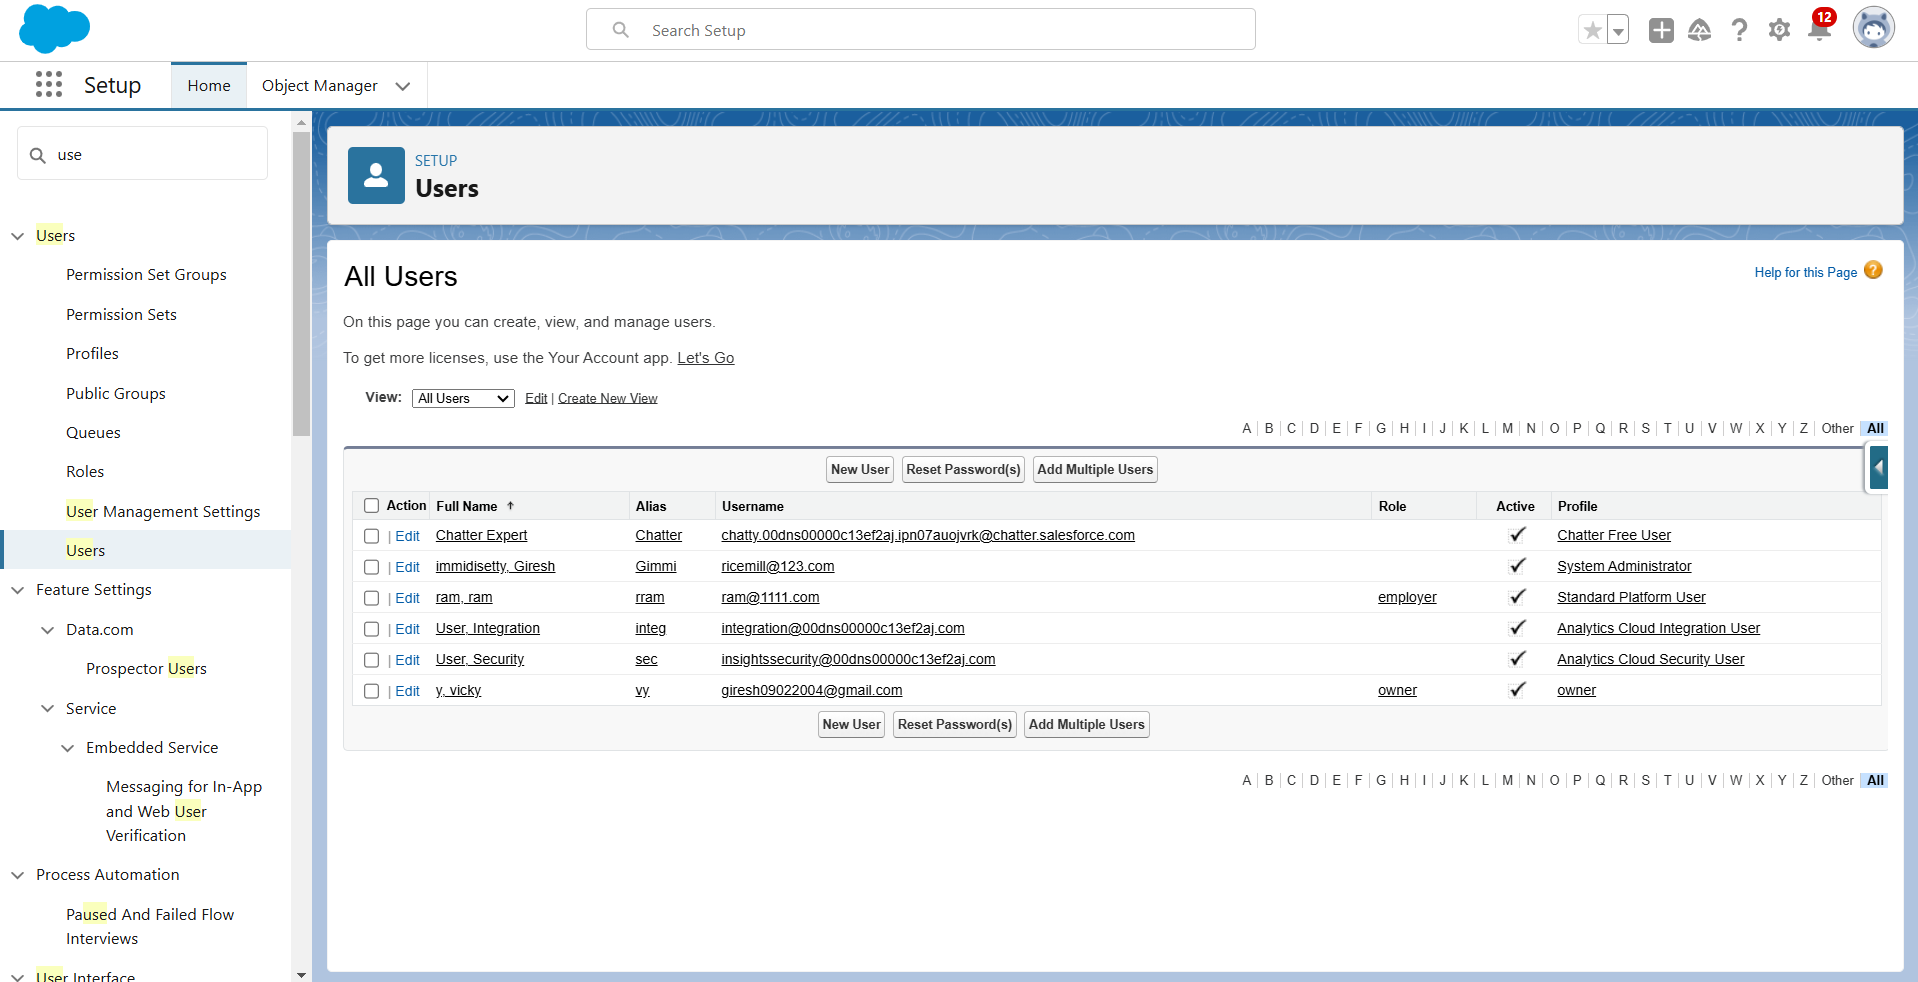 Search Setup
12
Setup
Home
Object Manager
use
Users
Permission Set Groups
Permission Sets
Profiles
Public Groups
Queues
Roles
User Management Settings
Users
Feature Settings
Data.com
Prospector Users
Service
Embedded Service
Messaging for In-App
and Web User
Verification
Process Automation
Paused And Failed Flow
Interviews
User Interface
SETUP
Users
All Users
Help for this Page ?
On this page you can create, view, and manage users.
To get more licenses, use the Your Account app. Let's Go
View: All Users Edit | Create New View
A B C D E F G H I J K L M N O P Q R S T U V W X Y Z Other All
New User Reset Password(s) Add Multiple Users
Action Full Name ↑ Alias Username Role Active Profile
| Edit Chatter Expert Chatter chatty.00dns00000c13ef2aj.ipn07auojvrk@chatter.salesforce.com Chatter Free User
| Edit immidisetty, Giresh Gimmi ricemill@123.com System Administrator
| Edit ram, ram rram ram@1111.com employer Standard Platform User
| Edit User, Integration integ integration@00dns00000c13ef2aj.com Analytics Cloud Integration User
| Edit User, Security sec insightssecurity@00dns00000c13ef2aj.com Analytics Cloud Security User
| Edit y, vicky vy giresh09022004@gmail.com owner owner
New User Reset Password(s) Add Multiple Users
A B C D E F G H I J K L M N O P Q R S T U V W X Y Z Other All